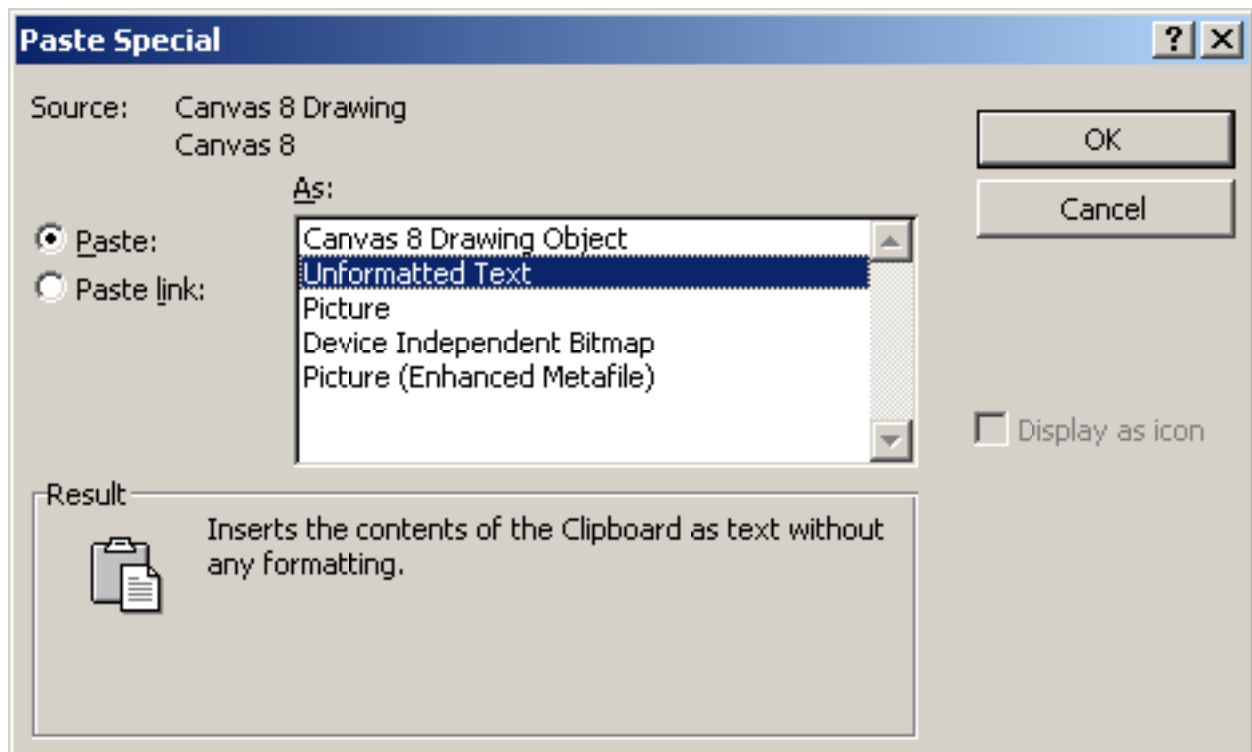 Paste Special
Source: Canvas 8 Drawing
Canvas 8
As:
Paste:
Paste link:
Canvas 8 Drawing Object
Unformatted Text
Picture
Device Independent Bitmap
Picture (Enhanced Metafile)
OK
Cancel
Display as icon
Result
Inserts the contents of the Clipboard as text without
any formatting.